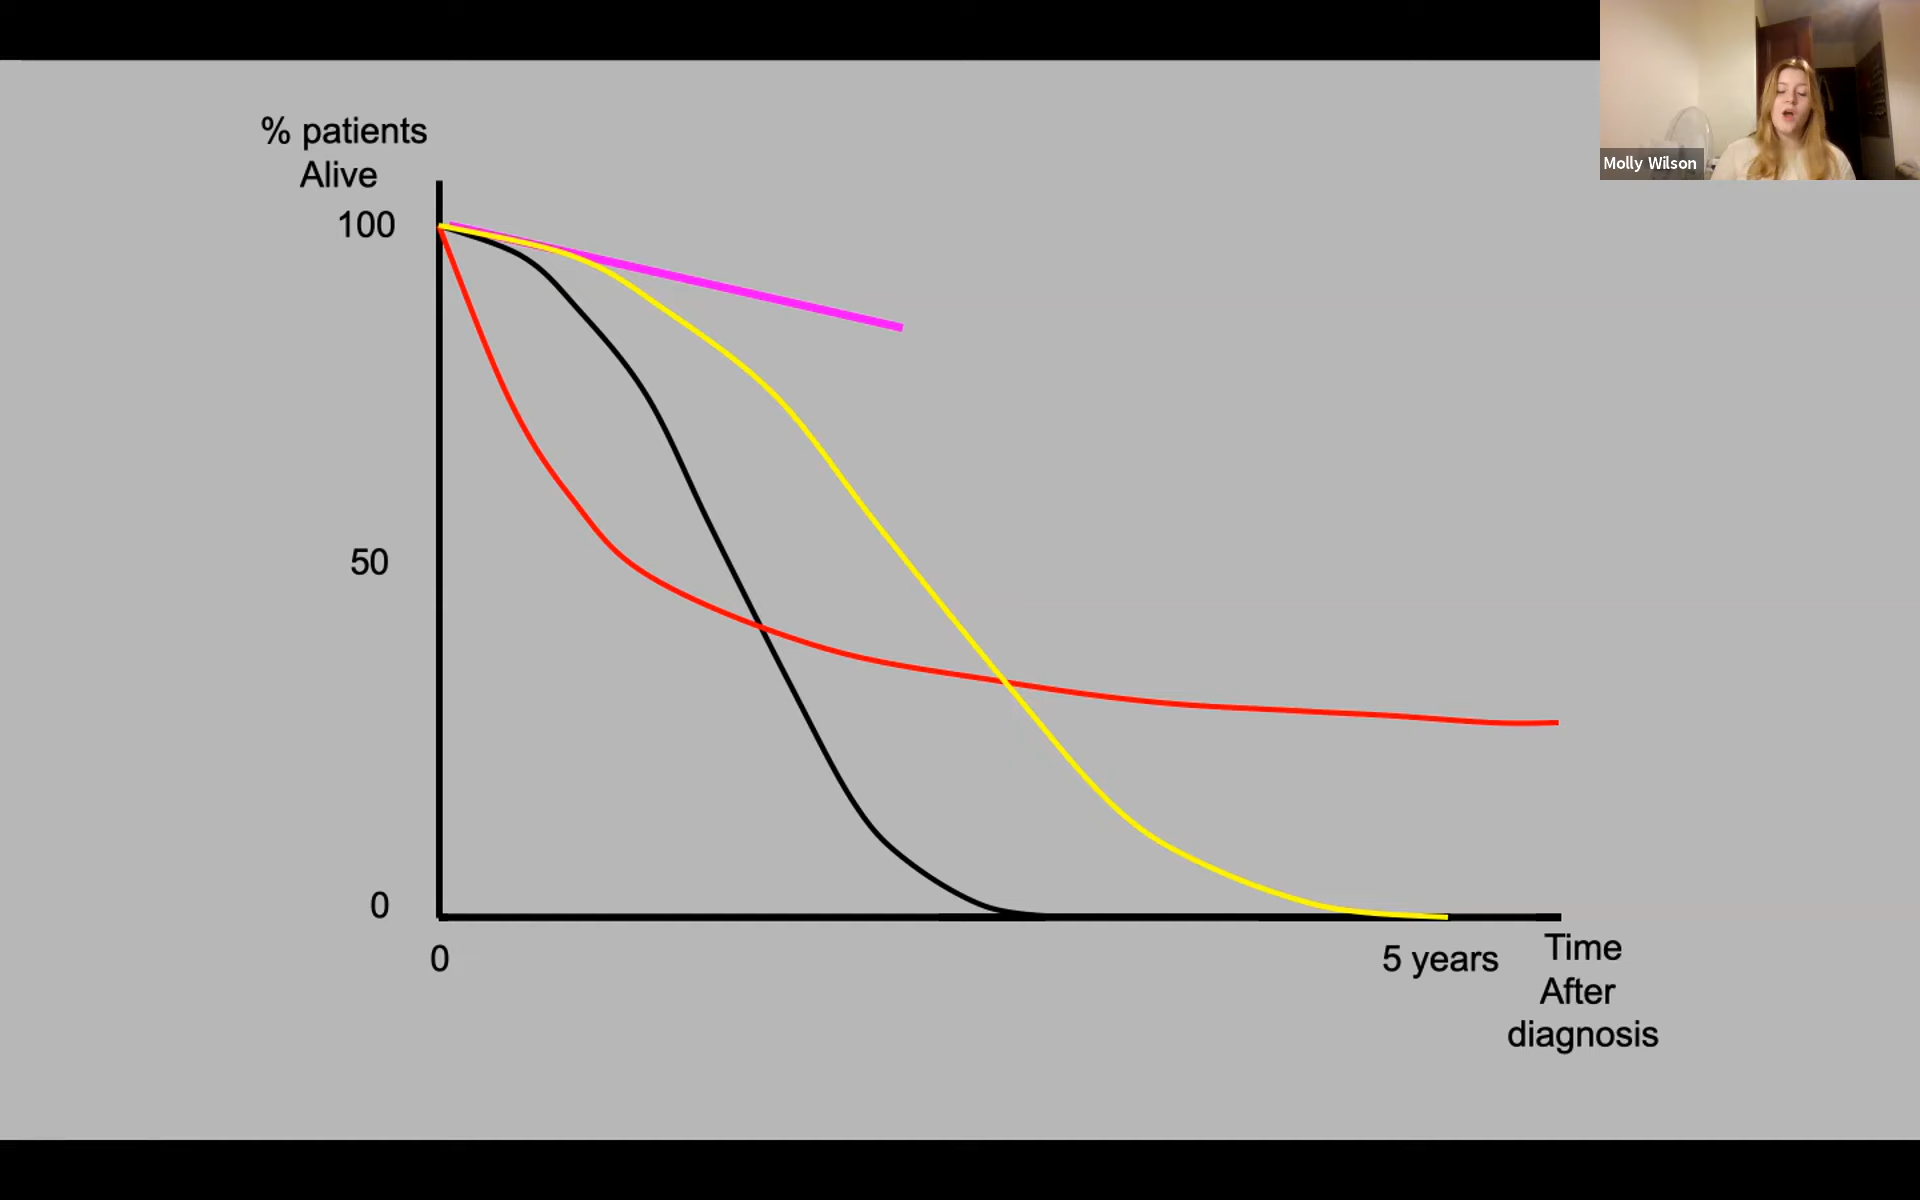 Molly Wilson
% patients
Alive
100
50
0
0
5 years
Time
After
diagnosis